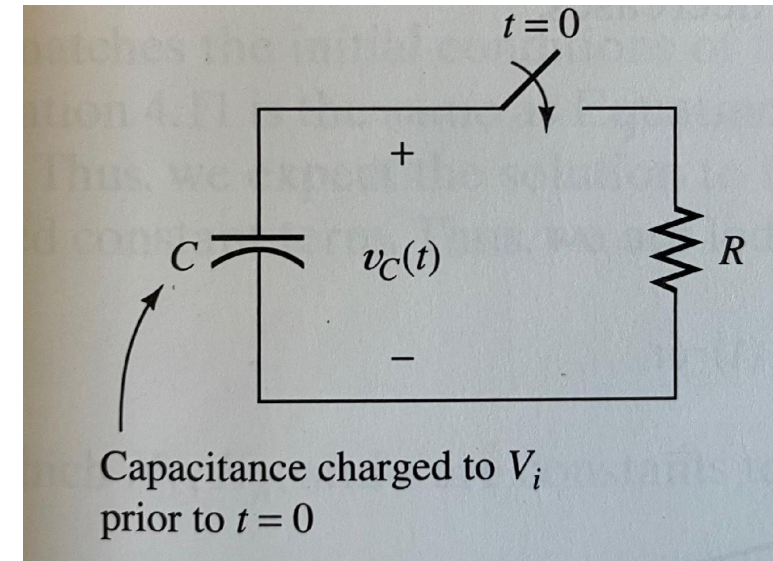 t = 0
+
C
v_C(t)
R
−
Capacitance charged to V_i
prior to t = 0